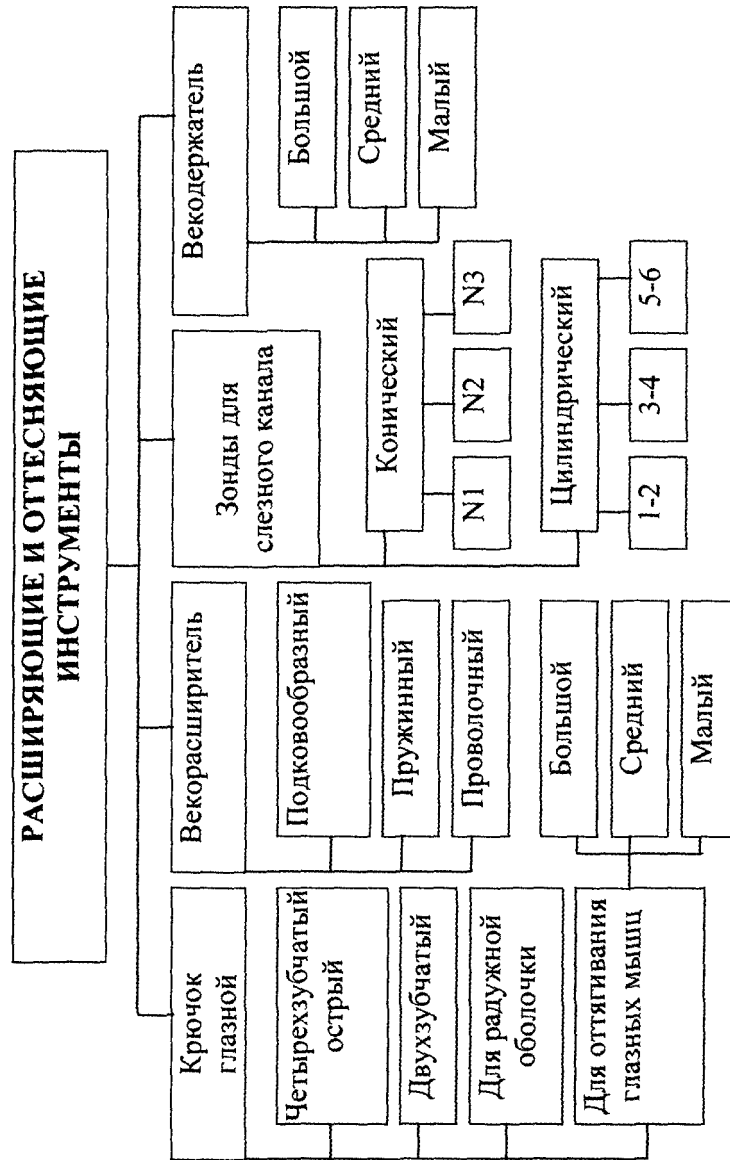 РАСШИРЯЮЩИЕ И ОТТЕСНЯЮЩИЕ
ИНСТРУМЕНТЫ
Крючок
глазной
Четырехзубчатый
острый
Двухзубчатый
Для радужной
оболочки
Для оттягивания
глазных мышц
Большой
Средний
Малый
Векорасширитель
Подковообразный
Пружинный
Проволочный
Зонды для
слезного канала
Конический
N1
N2
N3
Цилиндрический
1-2
3-4
5-6
Векодержатель
Большой
Средний
Малый